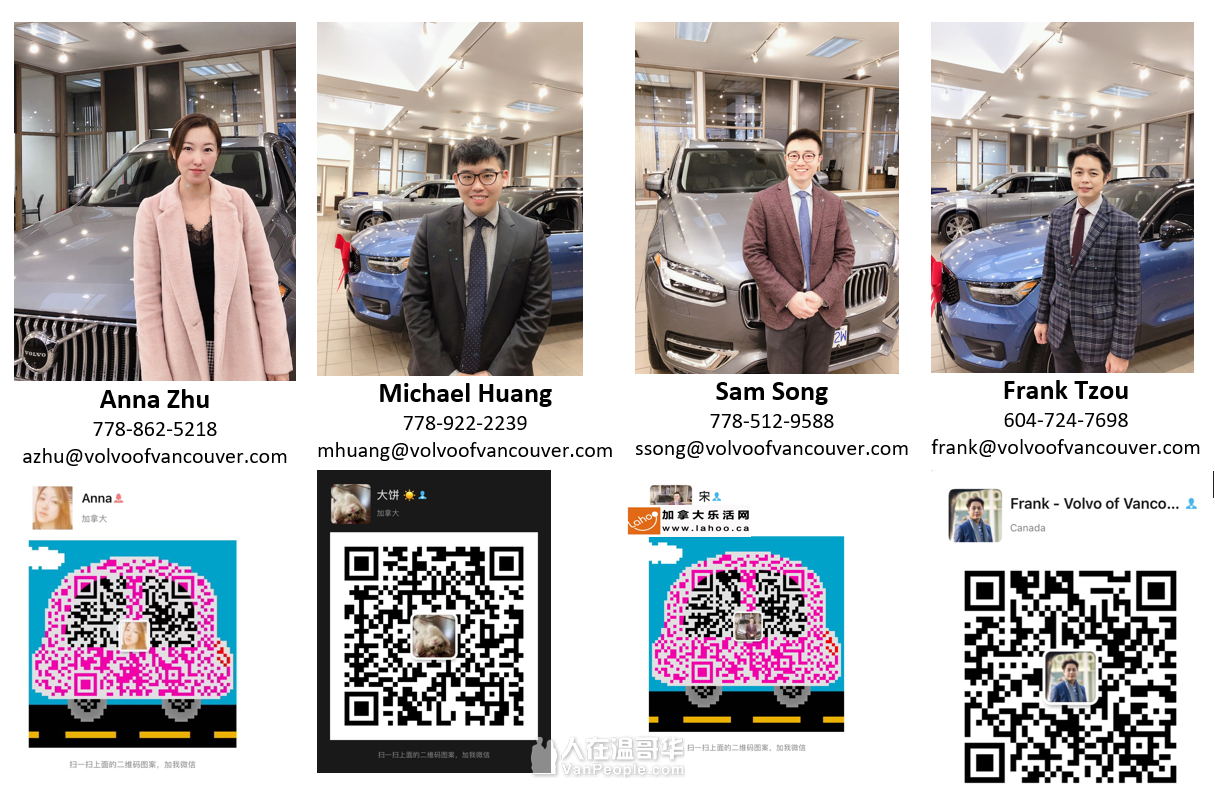 VOLVO
2W
Anna Zhu
778-862-5218
azhu@volvoofvancouver.com
Michael Huang
778-922-2239
mhuang@volvoofvancouver.com
Sam Song
778-512-9588
ssong@volvoofvancouver.com
Frank Tzou
604-724-7698
frank@volvoofvancouver.com
Anna
加拿大
扫一扫上面的二维码图案，加我微信
大饼
加拿大
扫一扫上面的二维码图案，加我微信
宋
Lahoo
加拿大乐活网
www.lahoo.ca
扫一扫上面的二维码图案，加我微信
Frank - Volvo of Vanco...
Canada
人在温哥华
VanPeople.com